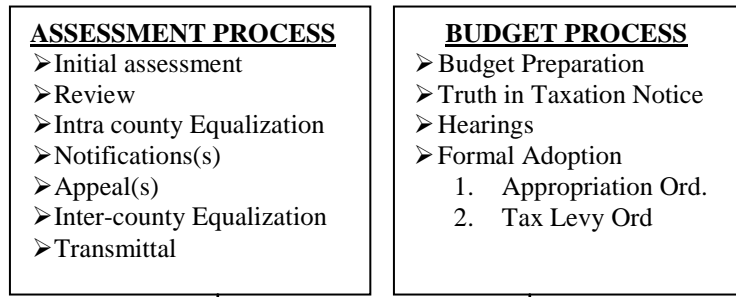 ASSESSMENT PROCESS
➢Initial assessment
➢Review
➢Intra county Equalization
➢Notifications(s)
➢Appeal(s)
➢Inter-county Equalization
➢Transmittal
BUDGET PROCESS
➢Budget Preparation
➢Truth in Taxation Notice
➢Hearings
➢Formal Adoption
1. Appropriation Ord.
2. Tax Levy Ord